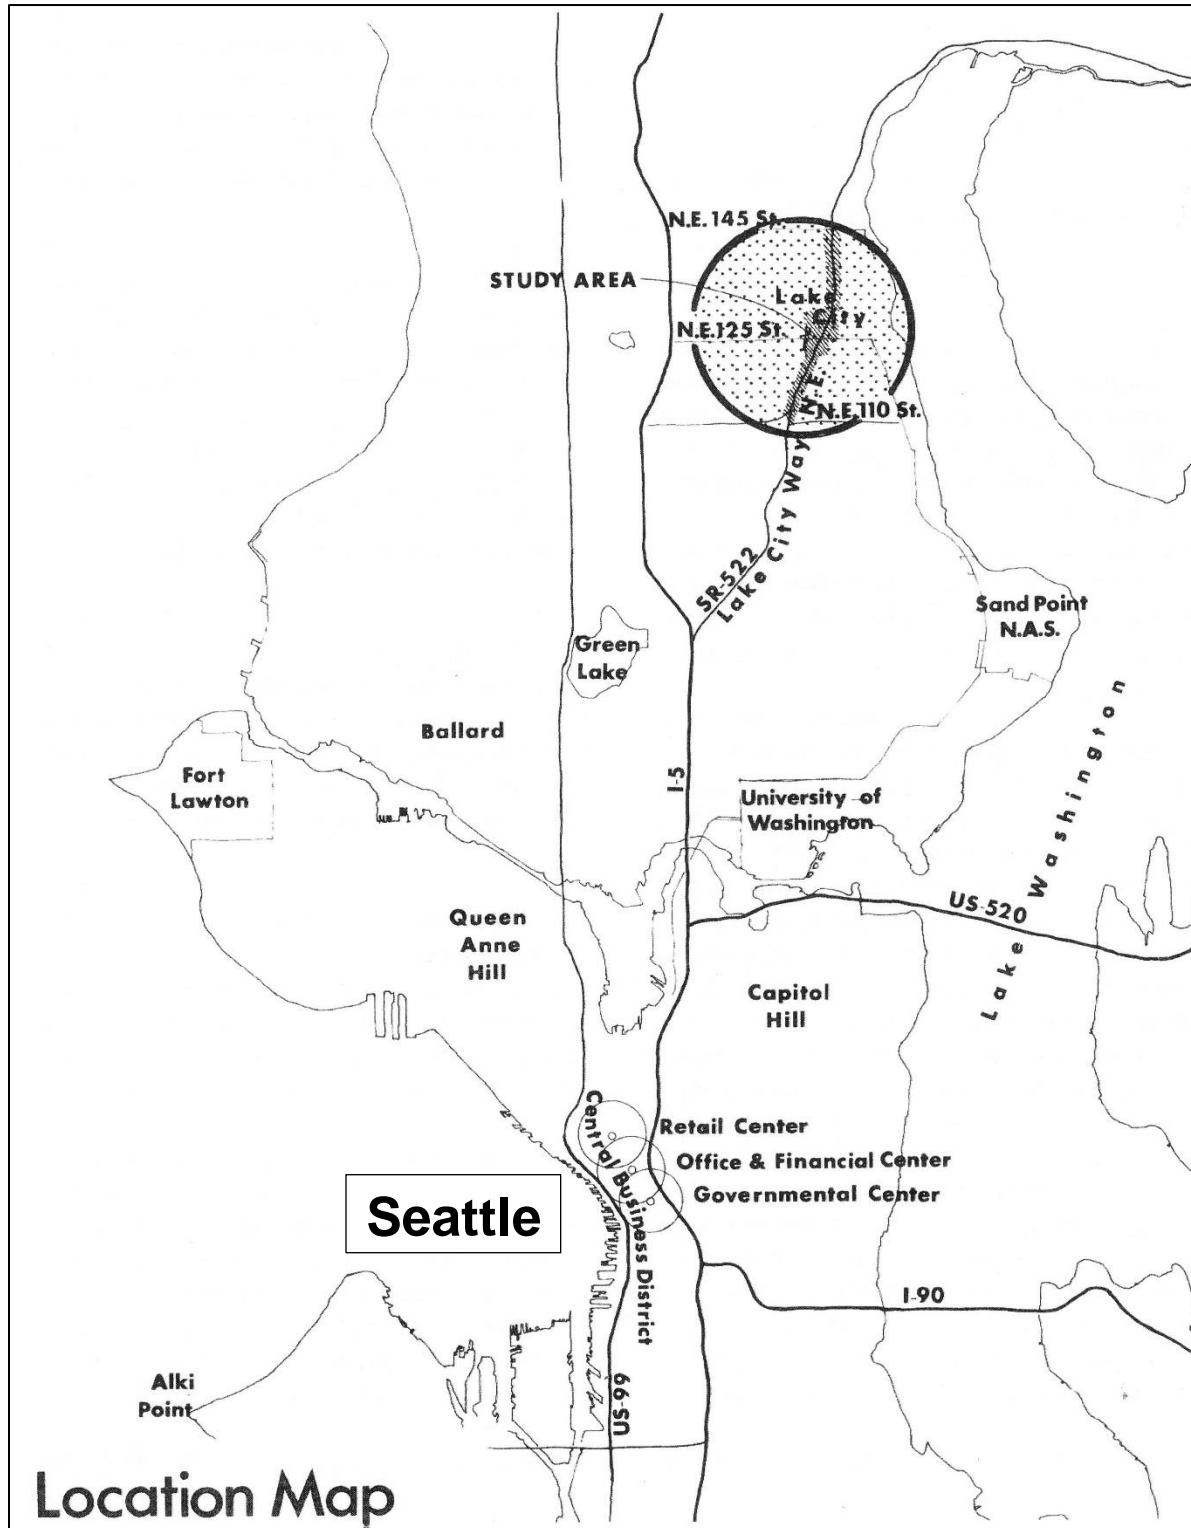 N.E. 145 St.
STUDY AREA
Lake
City
N.E. 125 St.
N.E. 110 St.
Lake City Way N.E.
SR-522
Sand Point
N.A.S.
Green
Lake
Ballard
Fort
Lawton
I-5
University of
Washington
Lake Washington
US-520
Queen
Anne
Hill
Capitol
Hill
Central Business District
Retail Center
Office & Financial Center
Governmental Center
Seattle
I-90
US-99
Alki
Point
Location Map